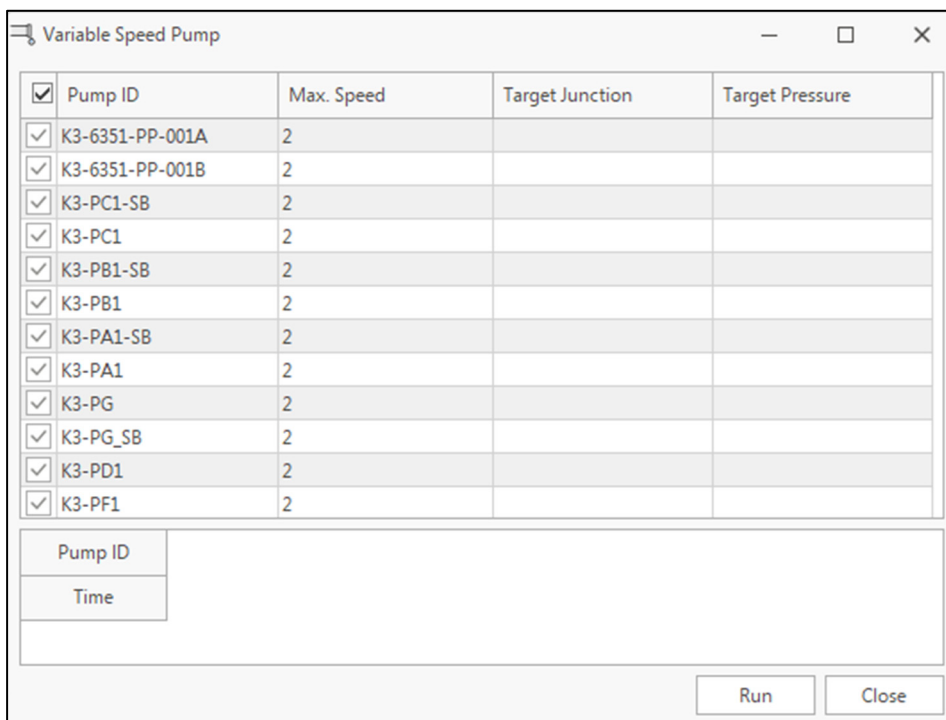 Variable Speed Pump
Pump ID Max. Speed Target Junction Target Pressure
K3-6351-PP-001A 2
K3-6351-PP-001B 2
K3-PC1-SB 2
K3-PC1 2
K3-PB1-SB 2
K3-PB1 2
K3-PA1-SB 2
K3-PA1 2
K3-PG 2
K3-PG_SB 2
K3-PD1 2
K3-PF1 2
Pump ID
Time
Run Close